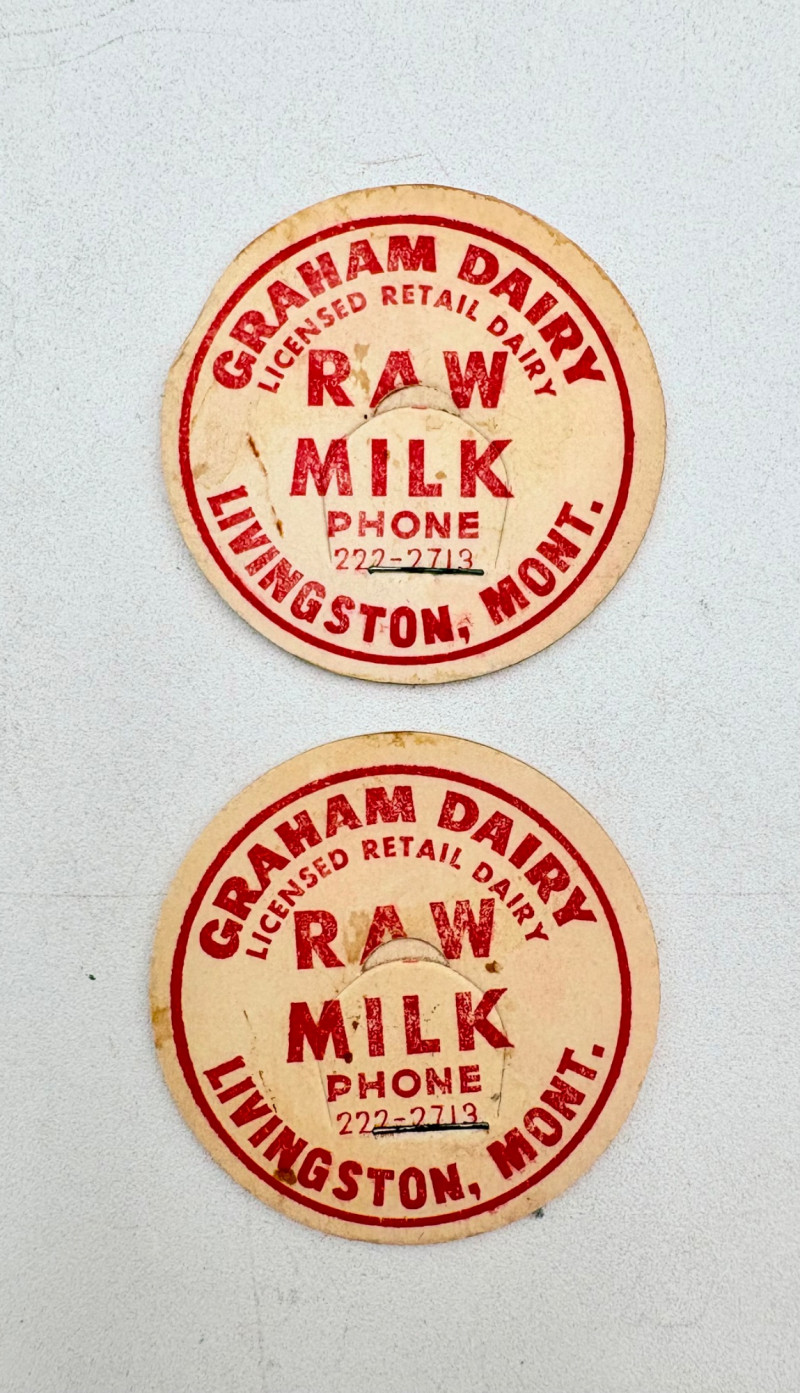 GRAHAM DAIRY
LICENSED RETAIL DAIRY
RAW
MILK
PHONE
222-2713
LIVINGSTON, MONT.
GRAHAM DAIRY
LICENSED RETAIL DAIRY
RAW
MILK
PHONE
222-2713
LIVINGSTON, MONT.